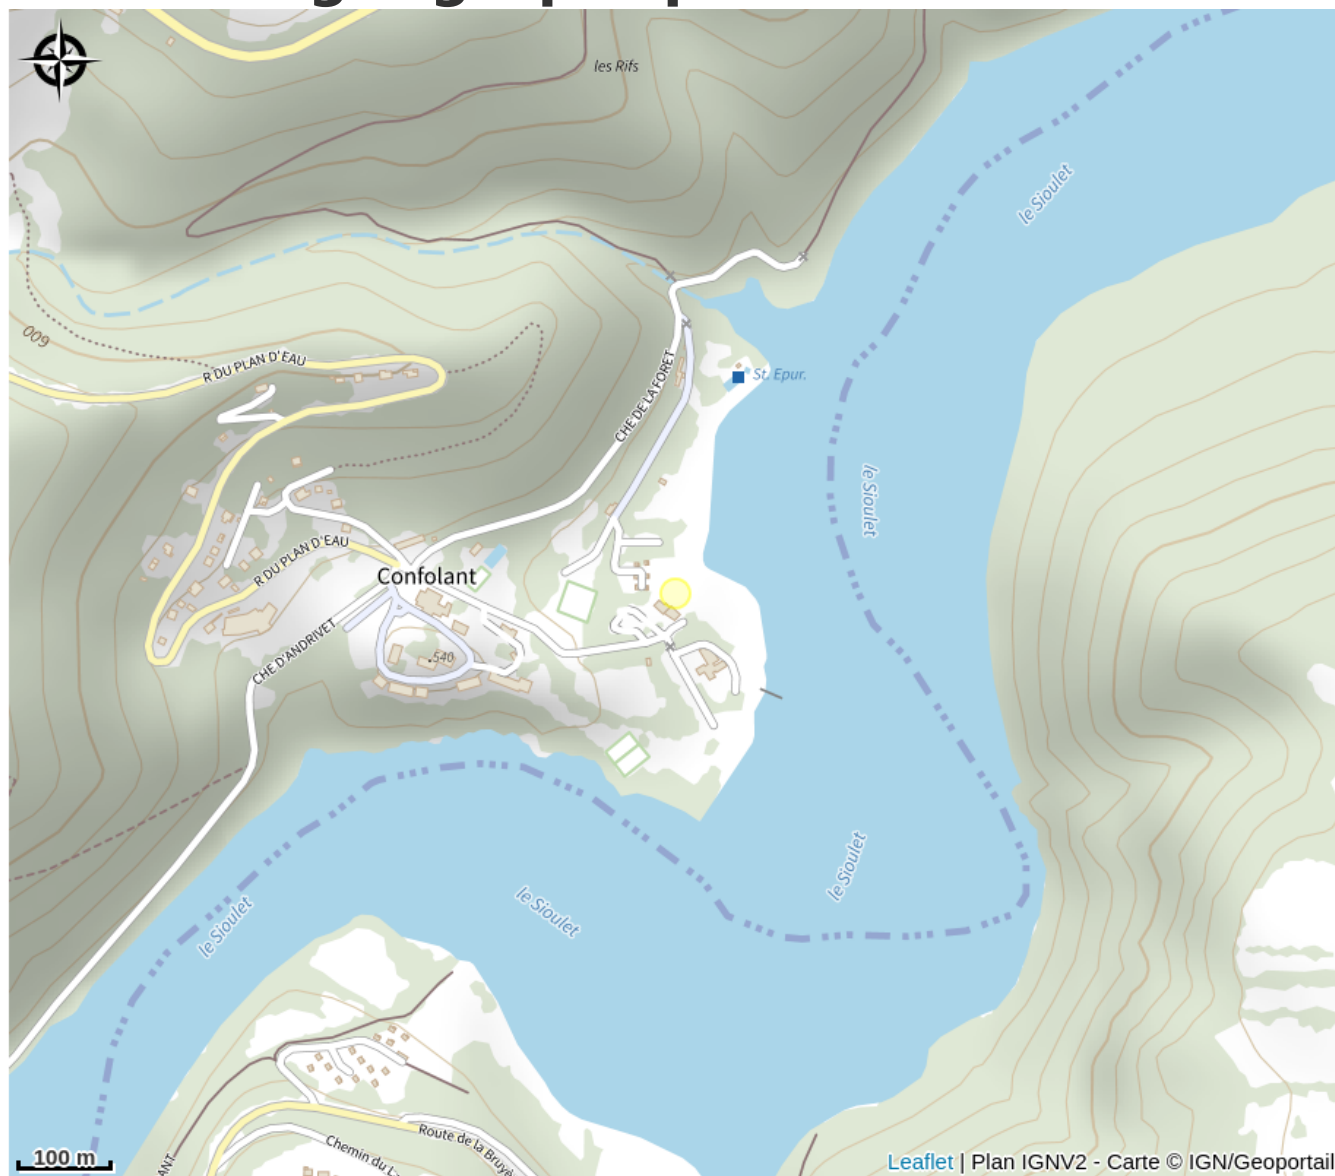 les Rifs
le Sioulet
600
R DU PLAN D'EAU
St. Epur.
CHE DE LA FORET
le Sioulet
R DU PLAN D'EAU
Confolant
CHE D'ANDRIVET
.540
le Sioulet
le Sioulet
le Sioulet
Route de la Bruyè
Chemin du L
ANT
100 m
Leaflet | Plan IGNV2 - Carte © IGN/Geoportail